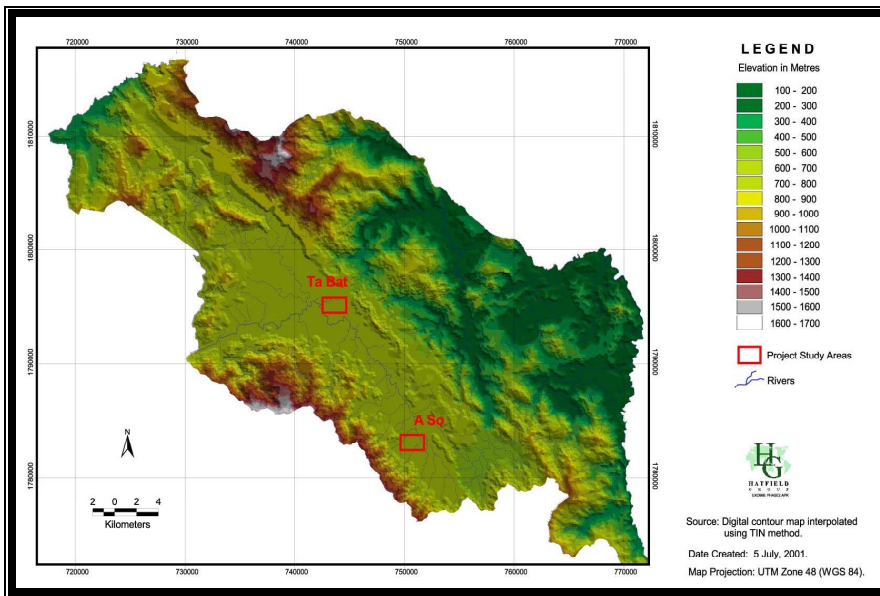 720000 730000 740000 750000 760000 770000
1810000 1810000
1800000 1800000
1790000 1790000
1780000 1780000
Ta Bat
A So
N
2 0 2 4
Kilometers
720000 730000 740000 750000 760000 770000
LEGEND
Elevation in Metres
100 - 200
200 - 300
300 - 400
400 - 500
500 - 600
600 - 700
700 - 800
800 - 900
900 - 1000
1000 - 1100
1100 - 1200
1200 - 1300
1300 - 1400
1400 - 1500
1500 - 1600
1600 - 1700
Project Study Areas
Rivers
HG
HATFIELD
GROUP
Source: Digital contour map interpolated
using TIN method.
Date Created: 5 July, 2001.
Map Projection: UTM Zone 48 (WGS 84).